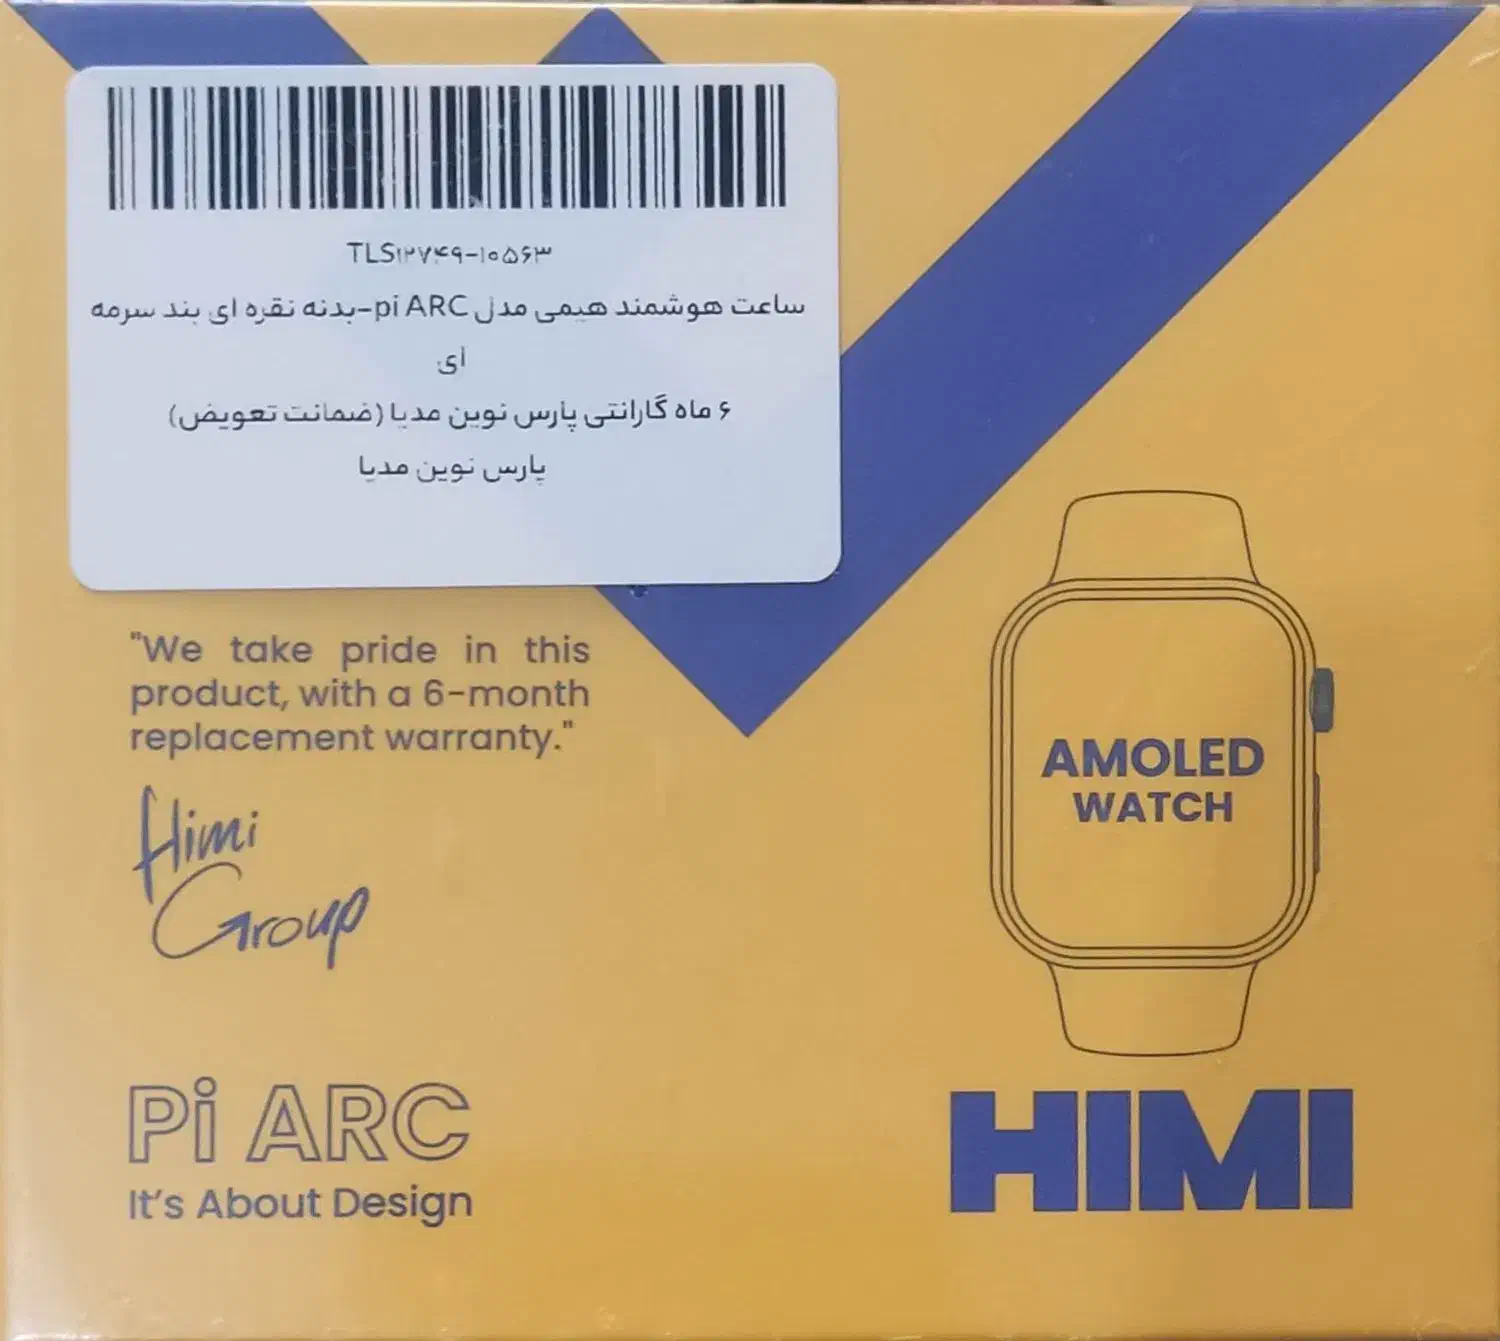 TLS۱۲۷۴۹-۱۰۵۶۳
ساعت هوشمند هیمی مدل pi ARC-بدنه نقره ای بند سرمه
ای
۶ ماه گارانتی پارس نوین مدیا (ضمانت تعویض)
پارس نوین مدیا
"We take pride in this
product, with a 6-month
replacement warranty."
Himi
Group
AMOLED
WATCH
Pi ARC
It's About Design
HIMI